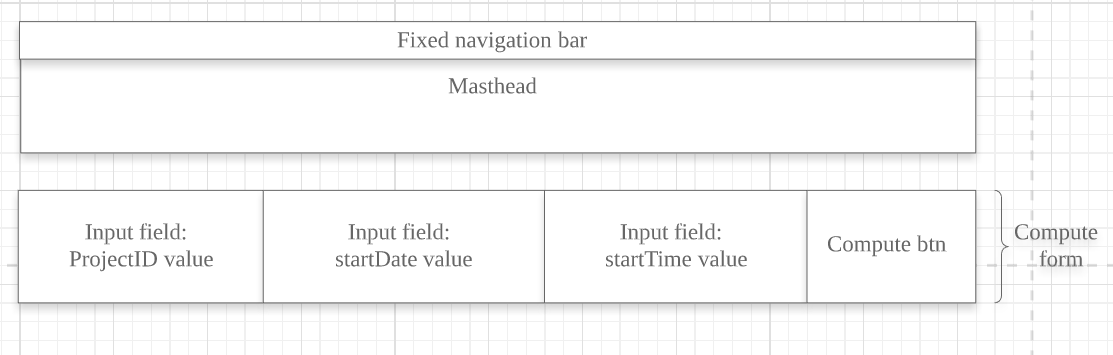 Fixed navigation bar
Masthead
Input field:
ProjectID value
Input field:
startDate value
Input field:
startTime value
Compute btn
Compute
form